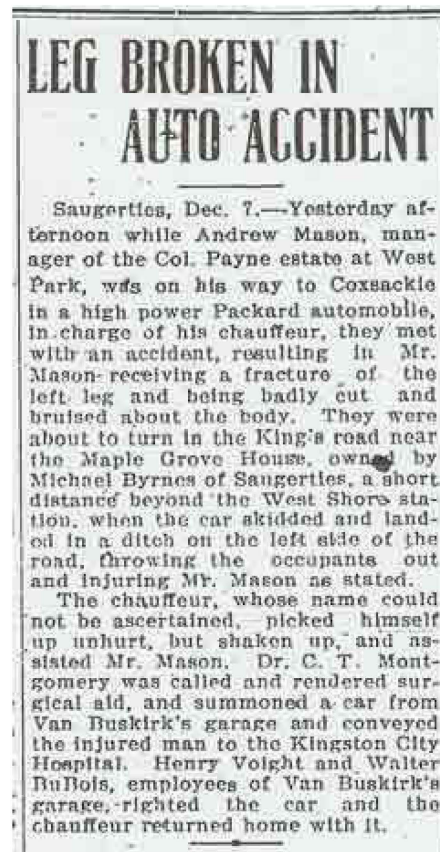 LEG BROKEN IN
AUTO ACCIDENT
Saugerties, Dec. 7.—Yesterday af-
ternoon while Andrew Mason, man-
ager of the Col. Payne estate at West
Park, was on his way to Coxsackie
in a high power Packard automobile,
in charge of his chauffeur, they met
with an accident, resulting in Mr.
Mason receiving a fracture of the
left leg and being badly cut and
bruised about the body. They were
about to turn in the King's road near
the Maple Grove House, owned by
Michael Byrnes of Saugerties, a short
distance beyond the West Shore sta-
tion, when the car skidded and land-
ed in a ditch on the left side of the
road, throwing the occupants out
and injuring Mr. Mason as stated.
The chauffeur, whose name could
not be ascertained, picked himself
up unhurt, but shaken up, and as-
sisted Mr. Mason. Dr. C. T. Mont-
gomery was called and rendered sur-
gical aid, and summoned a car from
Van Buskirk's garage and conveyed
the injured man to the Kingston City
Hospital. Henry Voight and Walter
DuBois, employees of Van Buskirk's
garage, righted the car and the
chauffeur returned home with it.